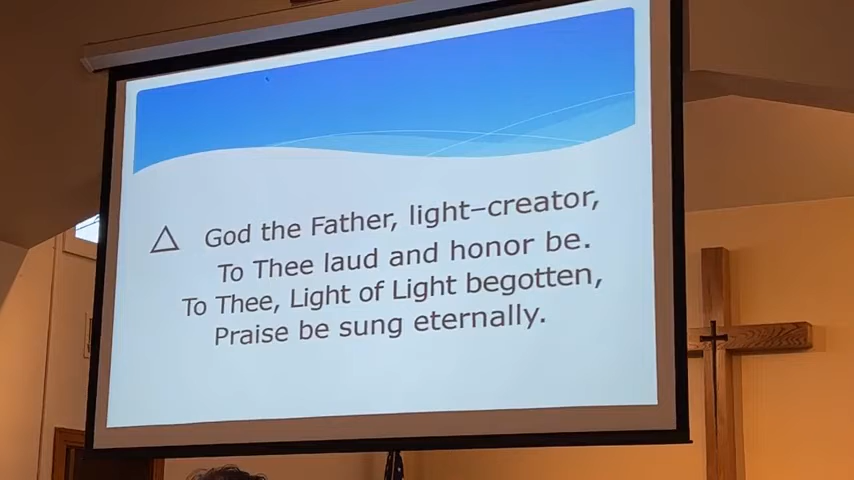 △ God the Father, light–creator,
To Thee laud and honor be.
To Thee, Light of Light begotten,
Praise be sung eternally.